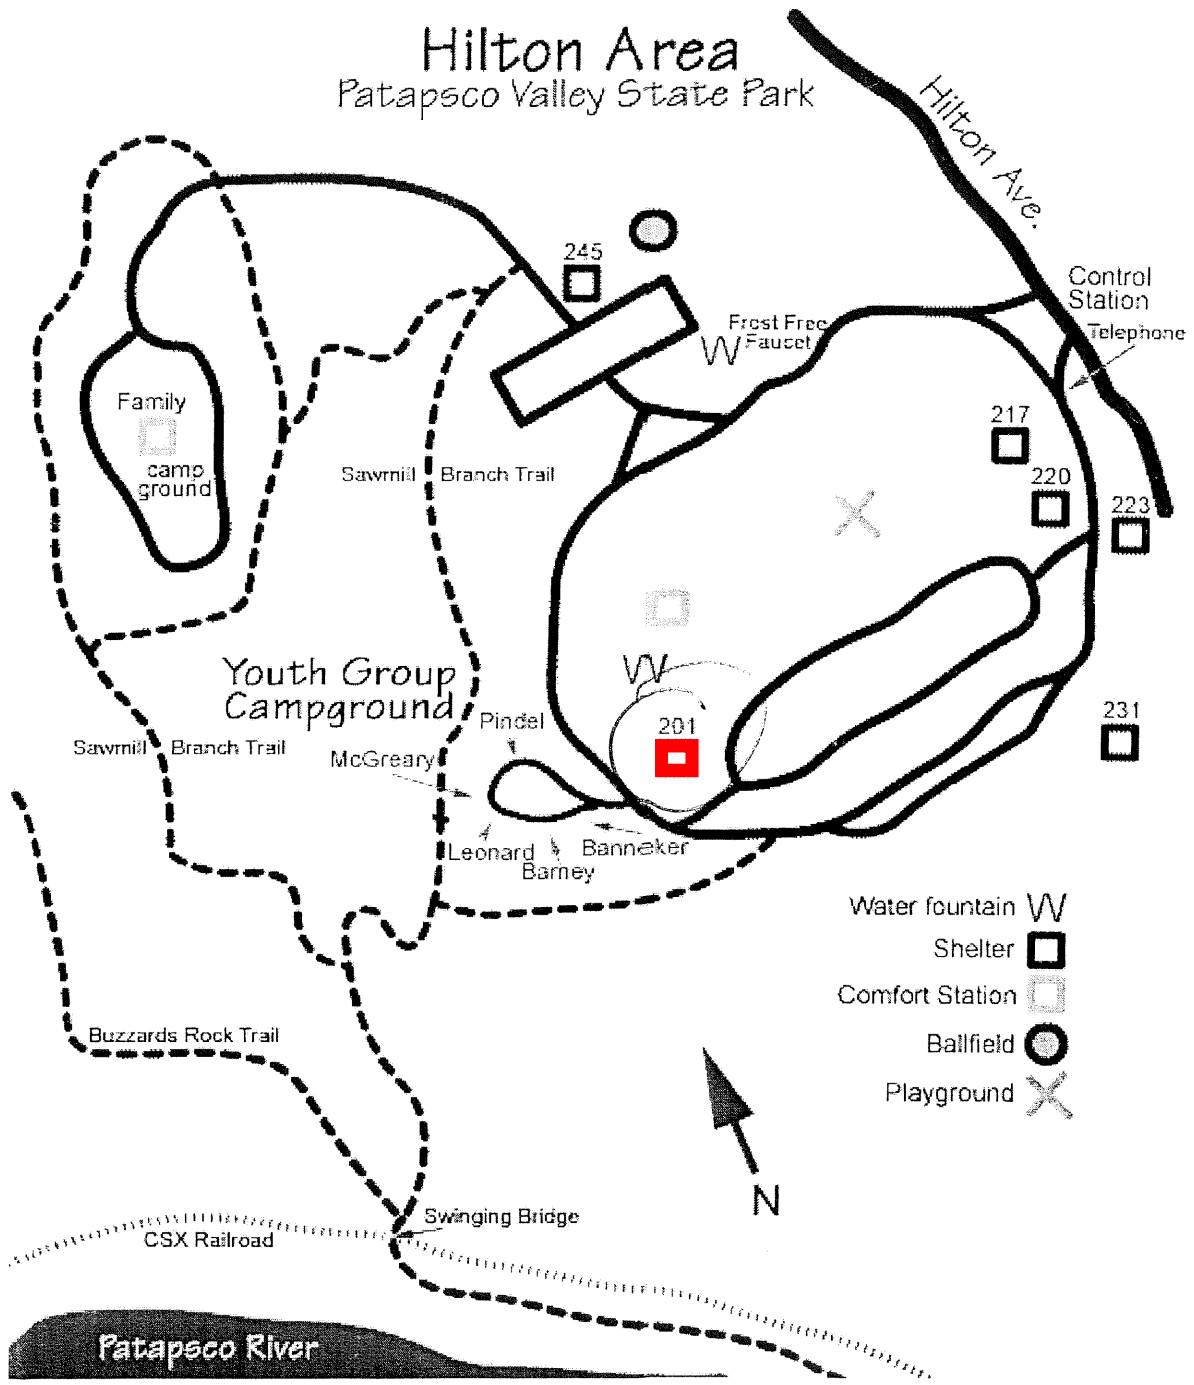 Hilton Area
Patapsco Valley State Park
Hilton Ave.
245
Control
Station
Telephone
Frost Free
Faucet
W
Family
camp
ground
217
220
223
Sawmill Branch Trail
W
Youth Group
Campground
201
231
Pindel
Sawmill Branch Trail
McGreary
Leonard
Barney
Banneker
Water fountain W
Shelter
Comfort Station
Ballfield
Playground
Buzzards Rock Trail
N
Swinging Bridge
CSX Railroad
Patapsco River